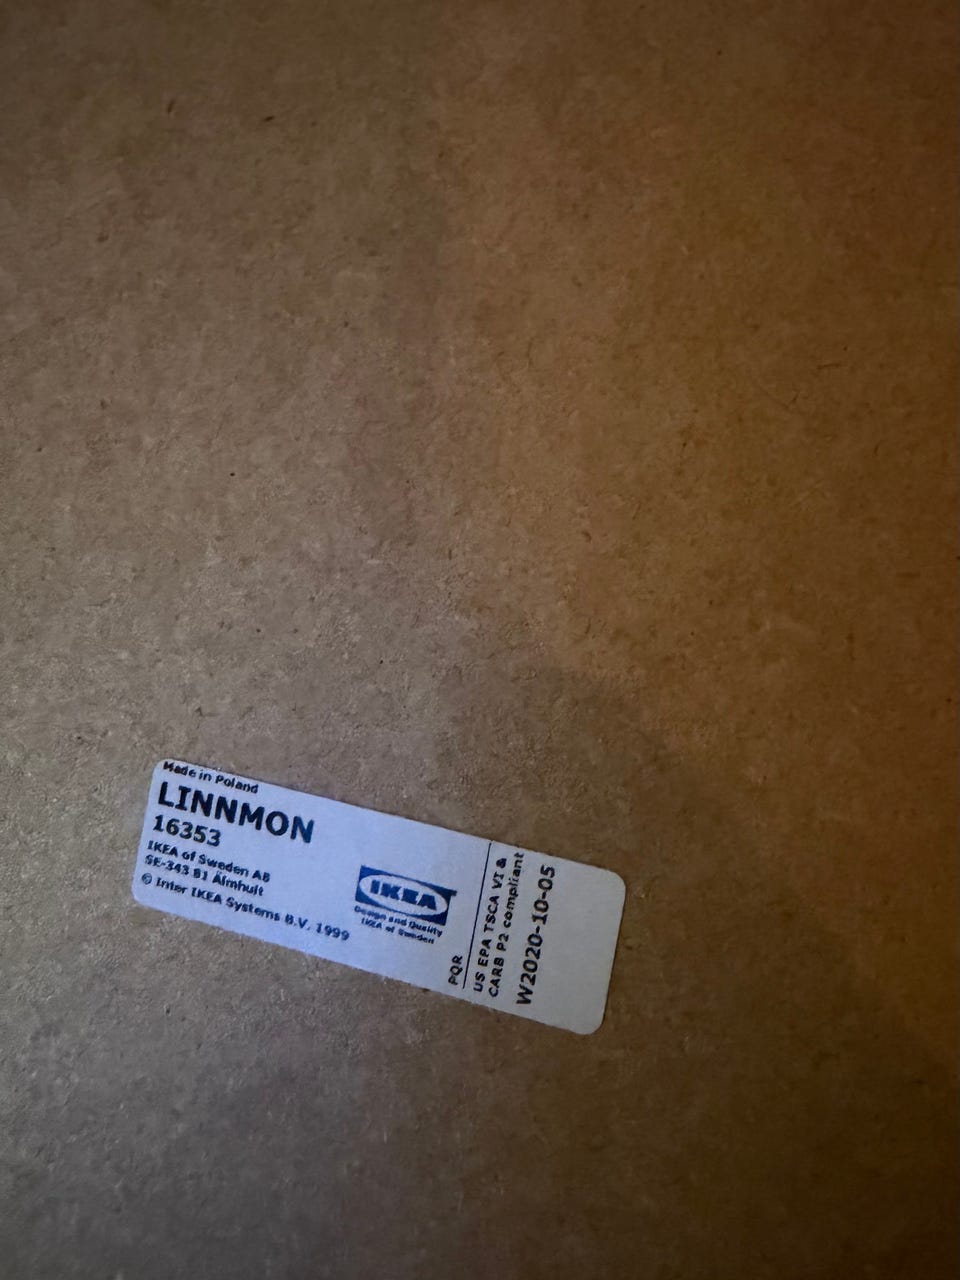 Made in Poland
LINNMON
16353
IKEA of Sweden AB
SE-343 81 Älmhult
© Inter IKEA Systems B.V. 1999
IKEA
Design and Quality
IKEA of Sweden
PQR
US EPA TSCA VI &
CARB P2 compliant
W2020-10-05